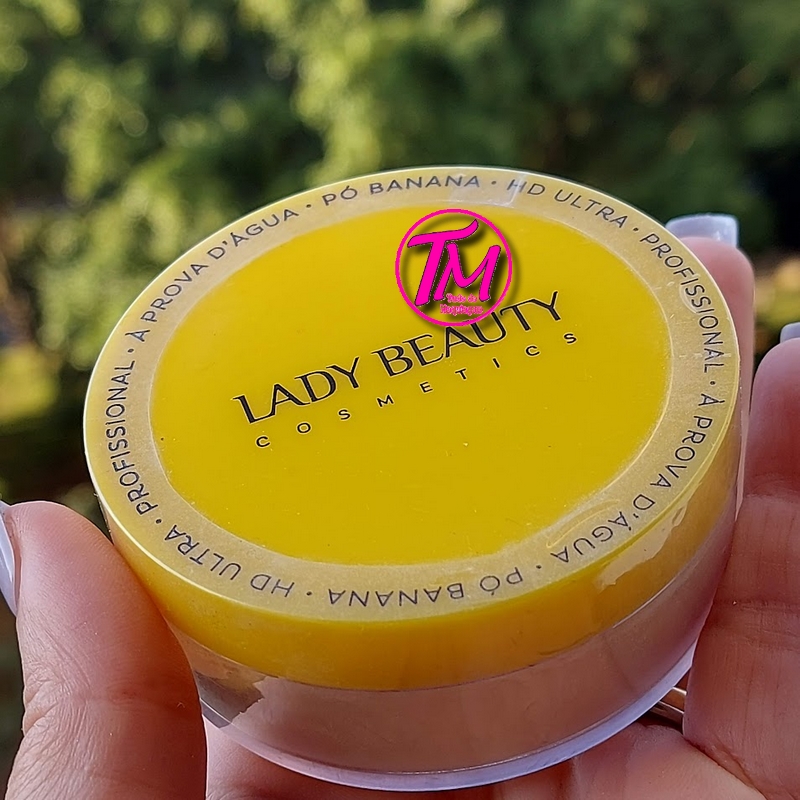 PÓ BANANA · HD ULTRA · PROFISSIONAL · À PROVA D'ÁGUA · PÓ BANANA · HD ULTRA · PROFISSIONAL · À PROVA D'ÁGUA ·
TM
LADY BEAUTY
COSMETICS